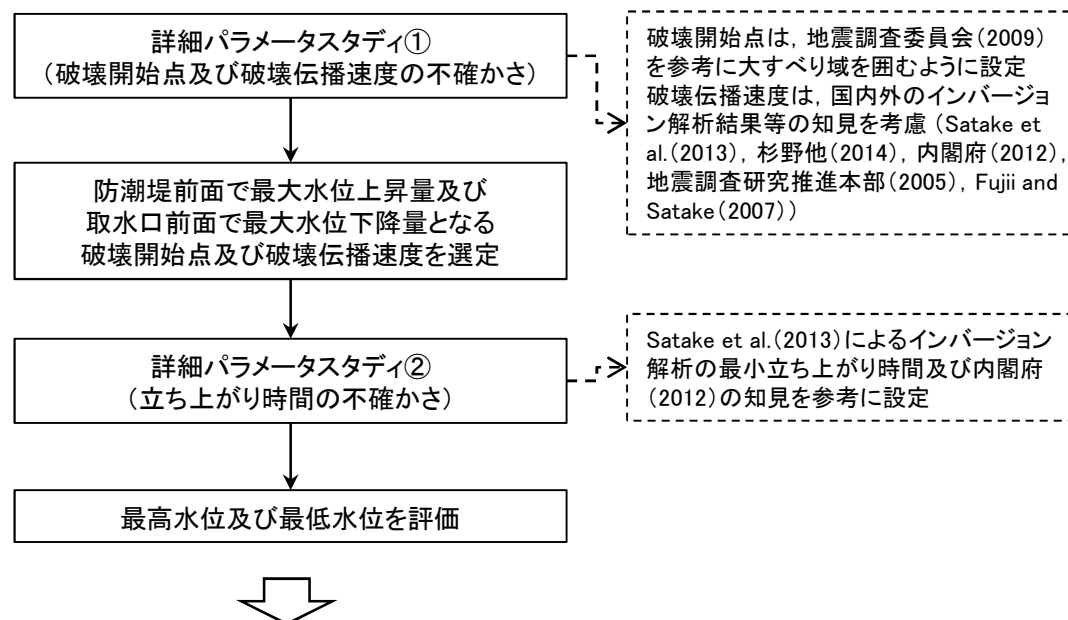 詳細パラメータスタディ①
（破壊開始点及び破壊伝播速度の不確かさ）
破壊開始点は，地震調査委員会（2009）
を参考に大すべり域を囲むように設定
破壊伝播速度は，国内外のインバージョ
ン解析結果等の知見を考慮（Satake et
al.（2013），杉野他（2014），内閣府（2012），
地震調査研究推進本部（2005），Fujii and
Satake（2007））
防潮堤前面で最大水位上昇量及び
取水口前面で最大水位下降量となる
破壊開始点及び破壊伝播速度を選定
詳細パラメータスタディ②
（立ち上がり時間の不確かさ）
Satake et al.（2013）によるインバージョン
解析の最小立ち上がり時間及び内閣府
（2012）の知見を参考に設定
最高水位及び最低水位を評価